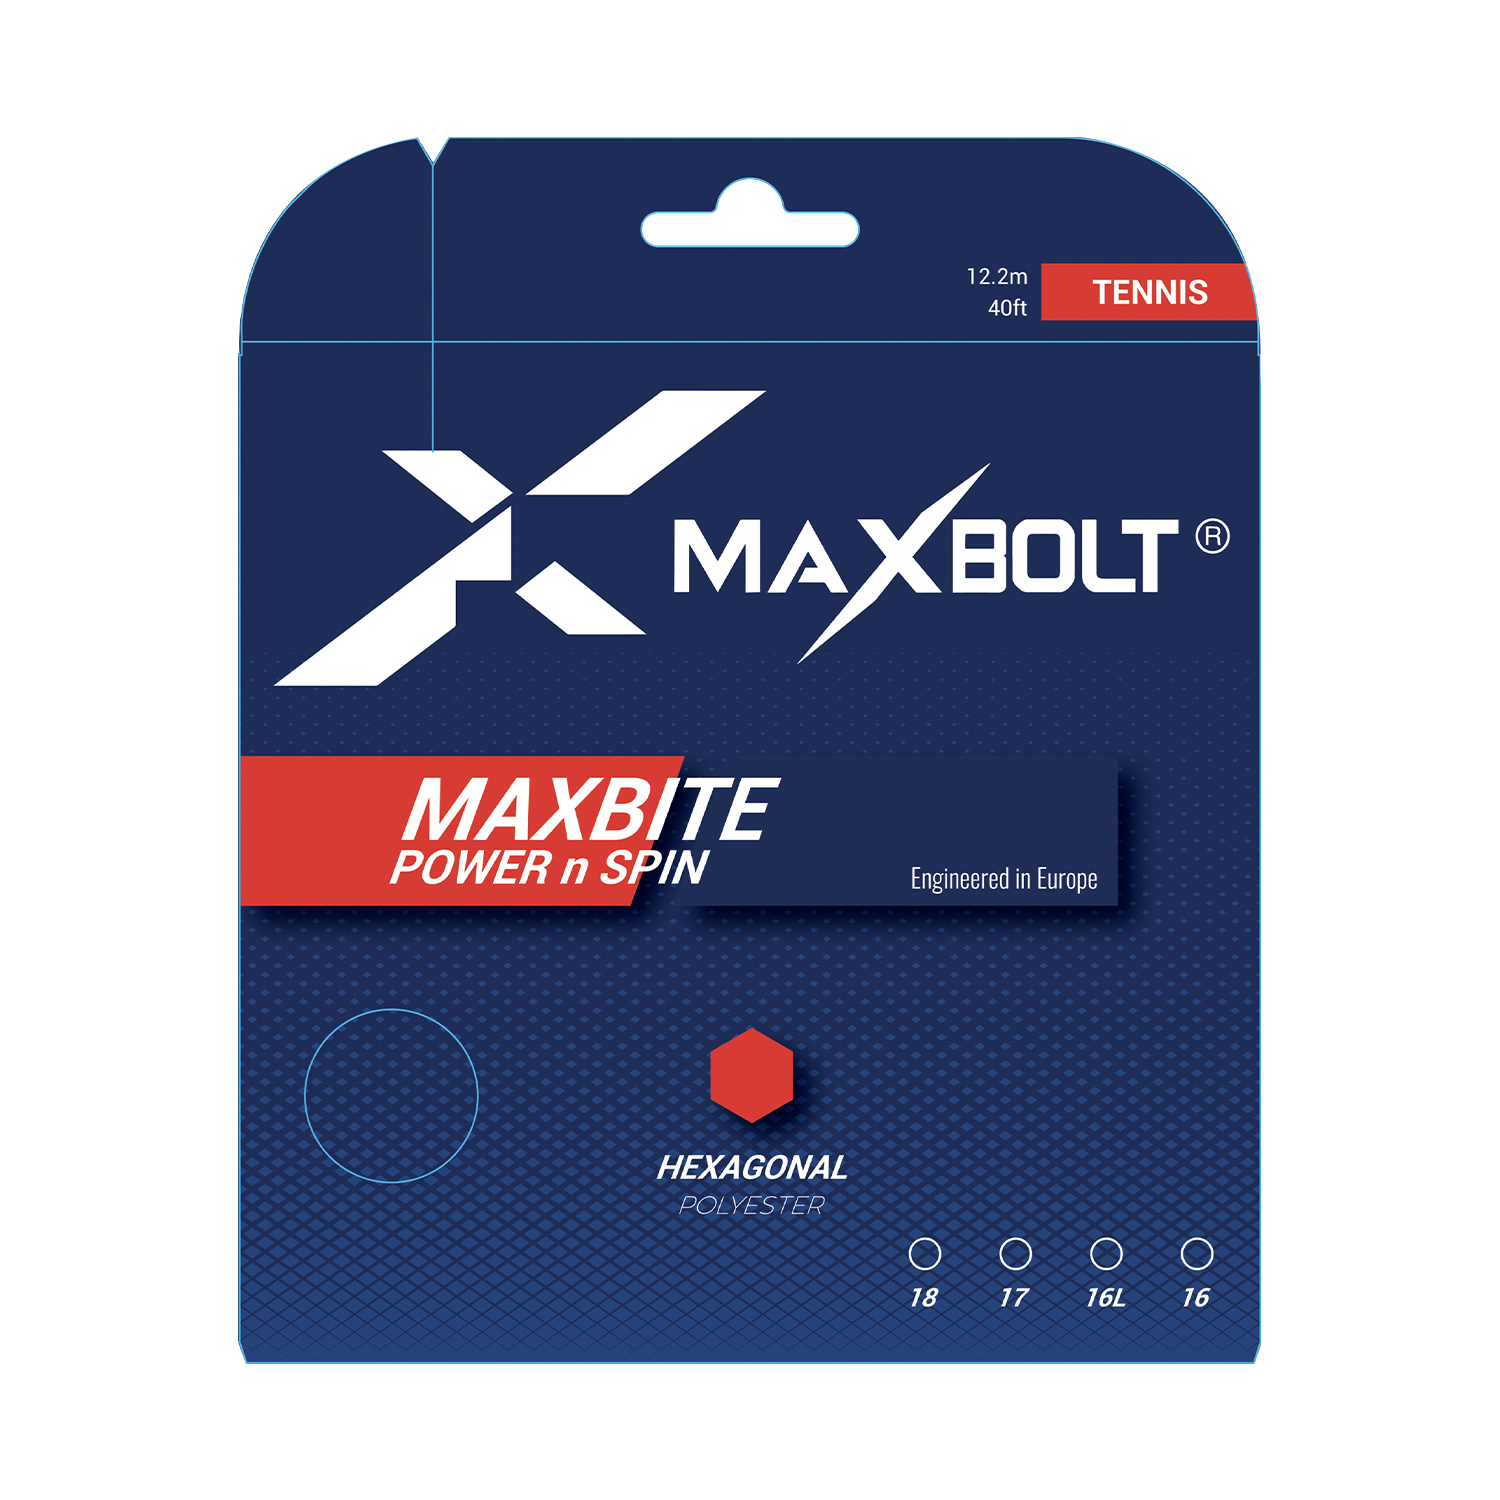 12.2m
40ft
TENNIS
MAXBOLT®
MAXBITE
POWER n SPIN
Engineered in Europe
HEXAGONAL
POLYESTER
18 17 16L 16